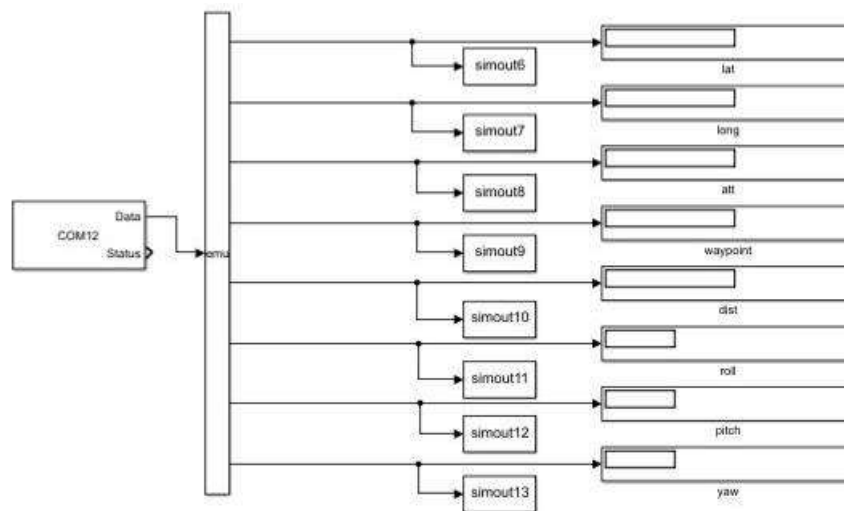 simout6
lat
simout7
long
simout8
att
Data
COM12
Status
simout9
waypoint
emu
simout10
dist
simout11
roll
simout12
pitch
simout13
yaw